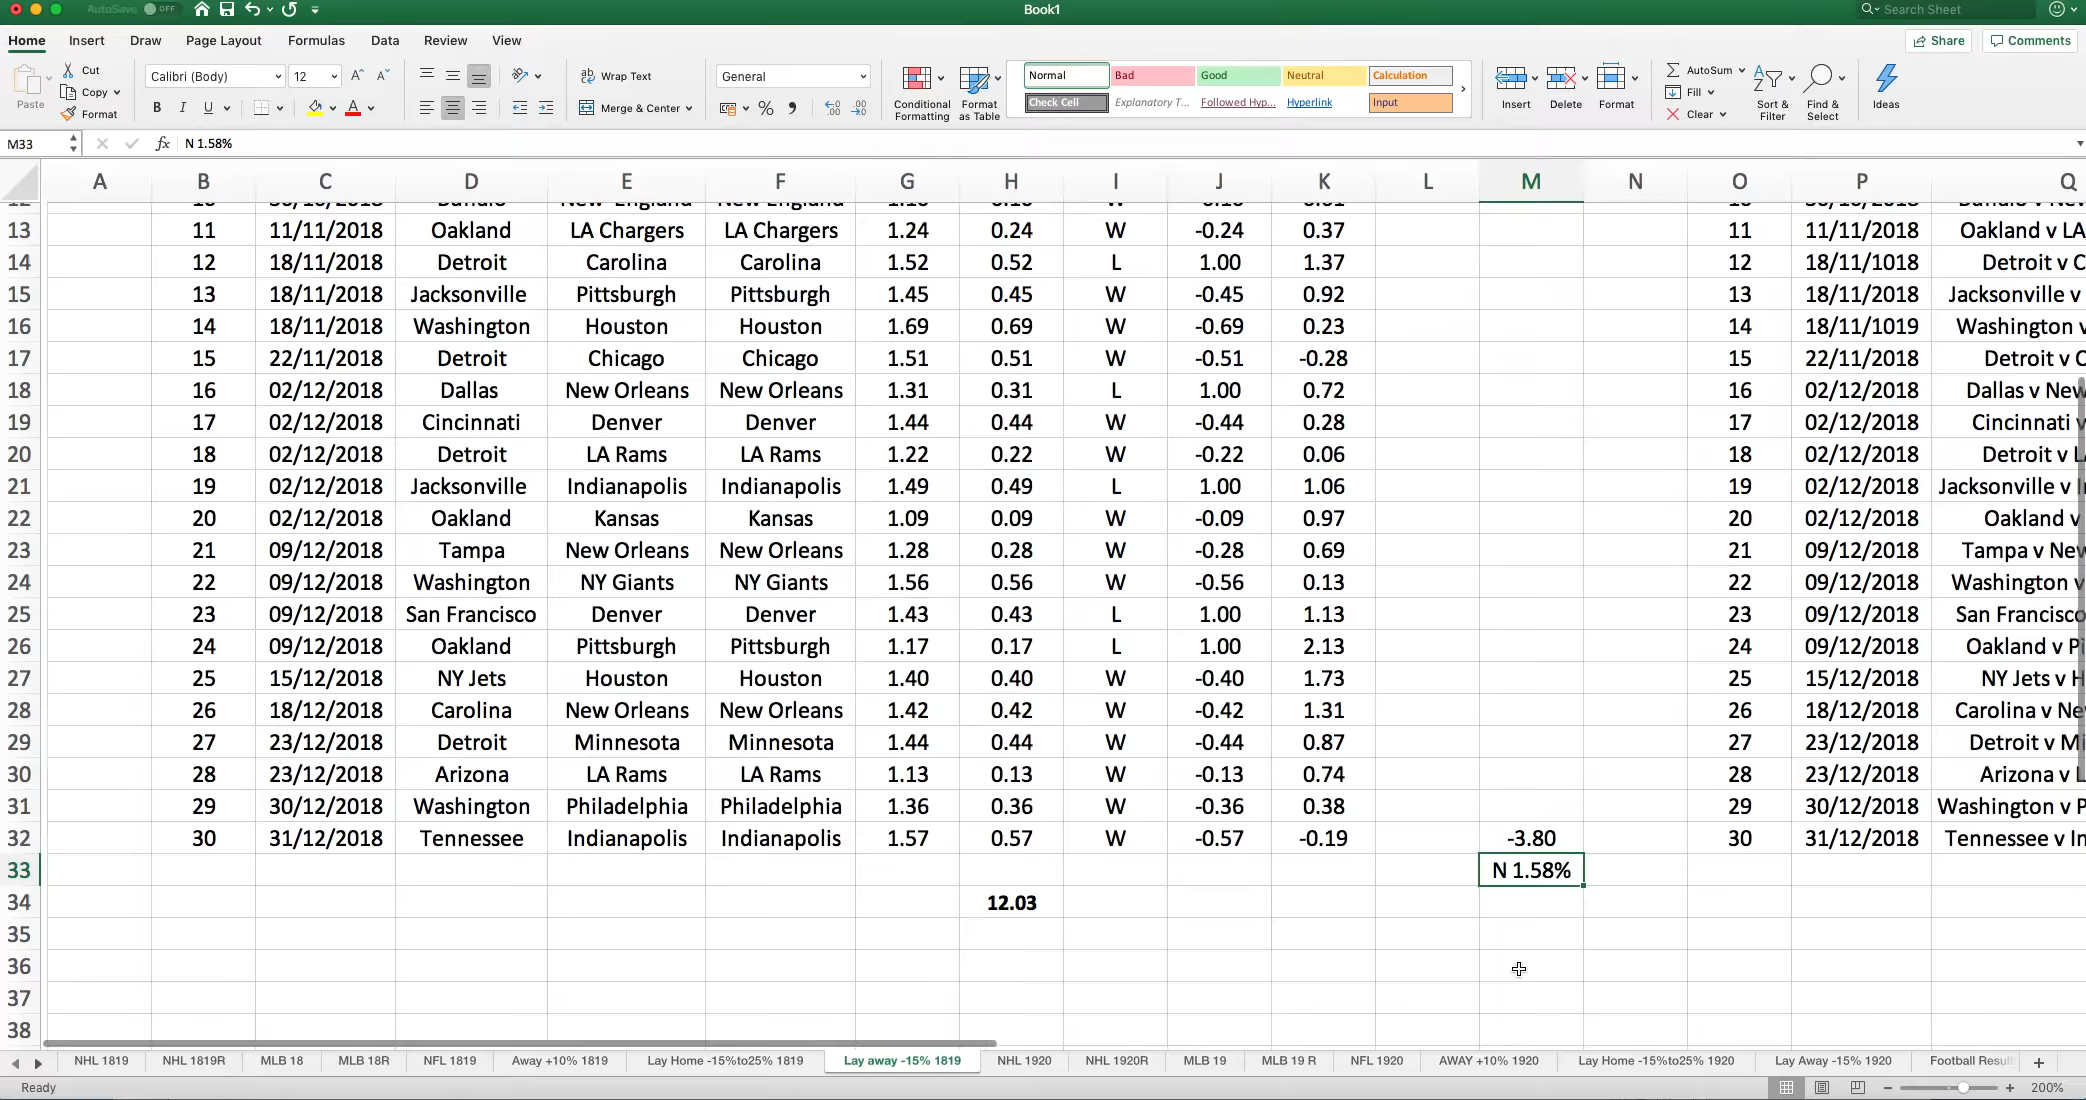 AutoSave OFF Book1 Search Sheet
Home Insert Draw Page Layout Formulas Data Review View Share Comments
Cut Calibri (Body) 12 Wrap Text General Normal Bad Good Neutral Calculation AutoSum
Paste Copy Fill
Format Merge & Center Conditional Formatting Format as Table Check Cell Explanatory T... Followed Hyp... Hyperlink Input Insert Delete Format Clear Sort & Filter Find & Select Ideas
M33 fx N 1.58%
A B C D E F G H I J K L M N O P Q
13 11 11/11/2018 Oakland LA Chargers LA Chargers 1.24 0.24 W -0.24 0.37 11 11/11/2018 Oakland v LA
14 12 18/11/2018 Detroit Carolina Carolina 1.52 0.52 L 1.00 1.37 12 18/11/1018 Detroit v C
15 13 18/11/2018 Jacksonville Pittsburgh Pittsburgh 1.45 0.45 W -0.45 0.92 13 18/11/2018 Jacksonville v
16 14 18/11/2018 Washington Houston Houston 1.69 0.69 W -0.69 0.23 14 18/11/1019 Washington v
17 15 22/11/2018 Detroit Chicago Chicago 1.51 0.51 W -0.51 -0.28 15 22/11/2018 Detroit v C
18 16 02/12/2018 Dallas New Orleans New Orleans 1.31 0.31 L 1.00 0.72 16 02/12/2018 Dallas v New
19 17 02/12/2018 Cincinnati Denver Denver 1.44 0.44 W -0.44 0.28 17 02/12/2018 Cincinnati v
20 18 02/12/2018 Detroit LA Rams LA Rams 1.22 0.22 W -0.22 0.06 18 02/12/2018 Detroit v L
21 19 02/12/2018 Jacksonville Indianapolis Indianapolis 1.49 0.49 L 1.00 1.06 19 02/12/2018 Jacksonville v
22 20 02/12/2018 Oakland Kansas Kansas 1.09 0.09 W -0.09 0.97 20 02/12/2018 Oakland v
23 21 09/12/2018 Tampa New Orleans New Orleans 1.28 0.28 W -0.28 0.69 21 09/12/2018 Tampa v New
24 22 09/12/2018 Washington NY Giants NY Giants 1.56 0.56 W -0.56 0.13 22 09/12/2018 Washington v
25 23 09/12/2018 San Francisco Denver Denver 1.43 0.43 L 1.00 1.13 23 09/12/2018 San Francisco
26 24 09/12/2018 Oakland Pittsburgh Pittsburgh 1.17 0.17 L 1.00 2.13 24 09/12/2018 Oakland v Pi
27 25 15/12/2018 NY Jets Houston Houston 1.40 0.40 W -0.40 1.73 25 15/12/2018 NY Jets v H
28 26 18/12/2018 Carolina New Orleans New Orleans 1.42 0.42 W -0.42 1.31 26 18/12/2018 Carolina v Ne
29 27 23/12/2018 Detroit Minnesota Minnesota 1.44 0.44 W -0.44 0.87 27 23/12/2018 Detroit v Mi
30 28 23/12/2018 Arizona LA Rams LA Rams 1.13 0.13 W -0.13 0.74 28 23/12/2018 Arizona v L
31 29 30/12/2018 Washington Philadelphia Philadelphia 1.36 0.36 W -0.36 0.38 29 30/12/2018 Washington v P
32 30 31/12/2018 Tennessee Indianapolis Indianapolis 1.57 0.57 W -0.57 -0.19 -3.80 30 31/12/2018 Tennessee v In
33 N 1.58%
34 12.03
35
36
37
38
NHL 1819 NHL 1819R MLB 18 MLB 18R NFL 1819 Away +10% 1819 Lay Home -15%to25% 1819 Lay away -15% 1819 NHL 1920 NHL 1920R MLB 19 MLB 19 R NFL 1920 AWAY +10% 1920 Lay Home -15%to25% 1920 Lay Away -15% 1920 Football Resul
Ready 200%